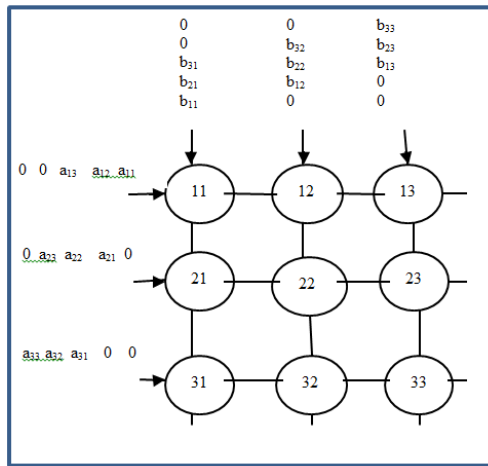 0 0 b₃₃
0 b₃₂ b₂₃
b₃₁ b₂₂ b₁₃
b₂₁ b₁₂ 0
b₁₁ 0 0
0 0 a₁₃ a₁₂ a₁₁
11 12 13
0 a₂₃ a₂₂ a₂₁ 0
21 22 23
a₃₃ a₃₂ a₃₁ 0 0
31 32 33